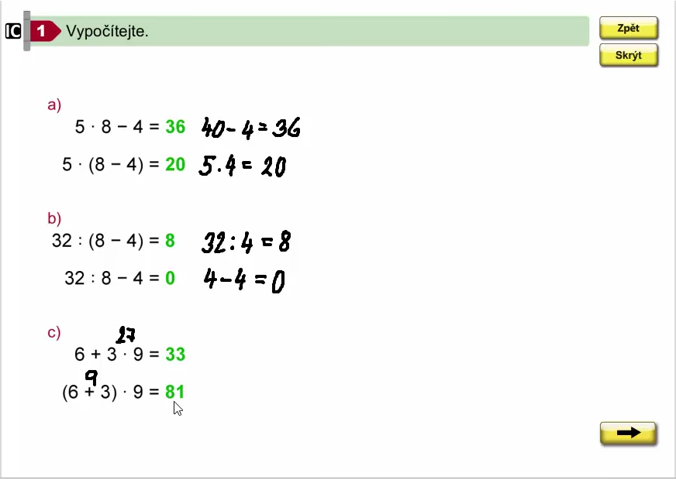 IC 1 Vypočítejte.
Zpět
Skrýt
a)
5 · 8 − 4 = 36 40 - 4 = 36
5 · (8 − 4) = 20 5 . 4 = 20
b)
32 : (8 − 4) = 8 32 : 4 = 8
32 : 8 − 4 = 0 4 - 4 = 0
c)
27
6 + 3 · 9 = 33
9
(6 + 3) · 9 = 81